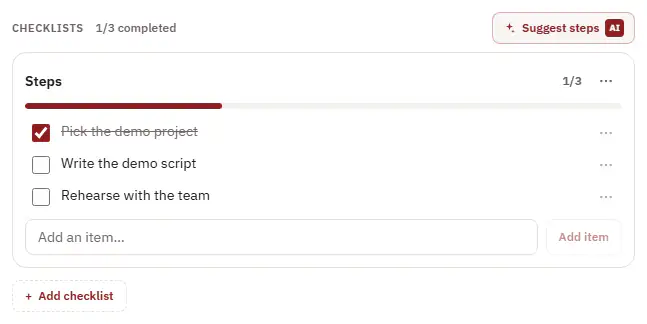 CHECKLISTS 1/3 completed
Suggest steps AI
Steps 1/3 ...
Pick the demo project ...
Write the demo script ...
Rehearse with the team ...
Add an item... Add item
+ Add checklist